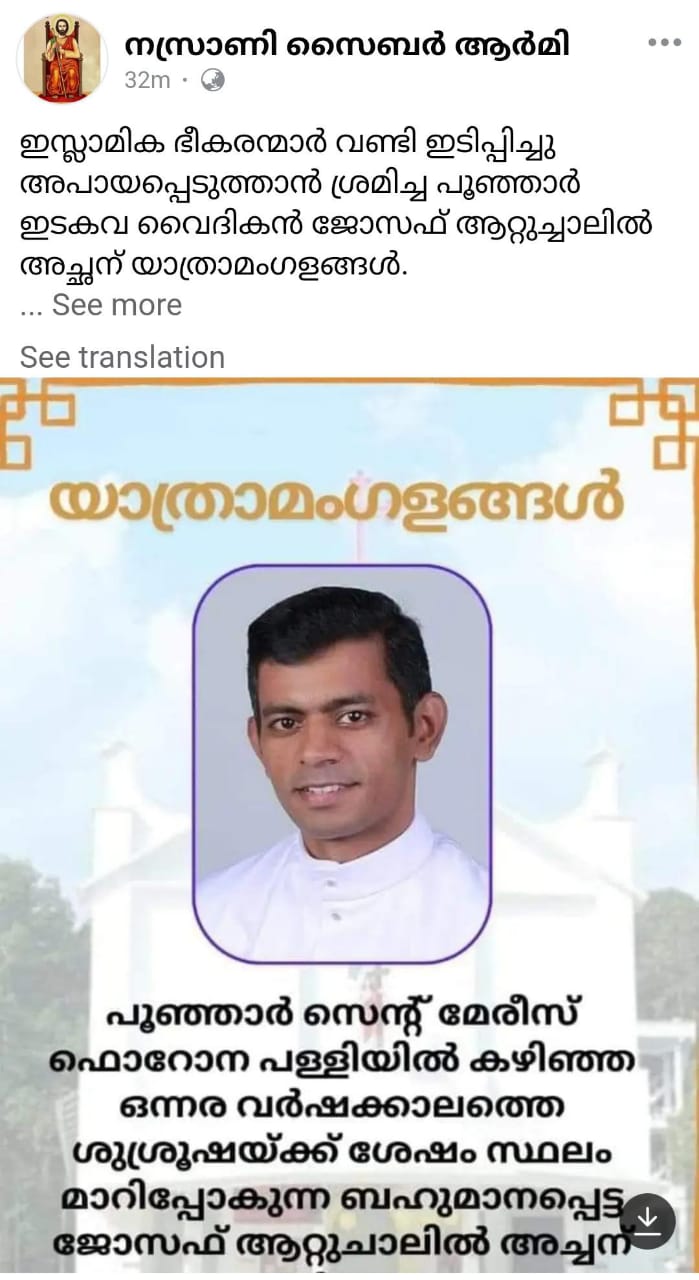 നസ്രാണി സൈബർ ആർമി
32m ·
ഇസ്ലാമിക ഭീകരന്മാർ വണ്ടി ഇടിപ്പിച്ചു
അപായപ്പെടുത്താൻ ശ്രമിച്ച പൂഞ്ഞാർ
ഇടകവ വൈദികൻ ജോസഫ് ആറ്റുച്ചാലിൽ
അച്ഛന് യാത്രാമംഗളങ്ങൾ.
... See more
See translation
യാത്രാമംഗളങ്ങൾ
പൂഞ്ഞാർ സെന്റ് മേരീസ്
ഫൊറോന പള്ളിയിൽ കഴിഞ്ഞ
ഒന്നര വർഷക്കാലത്തെ
ശുശ്രൂഷയ്ക്ക് ശേഷം സ്ഥലം
മാറിപ്പോകുന്ന ബഹുമാനപ്പെട്ട
ജോസഫ് ആറ്റുചാലിൽ അച്ചന്